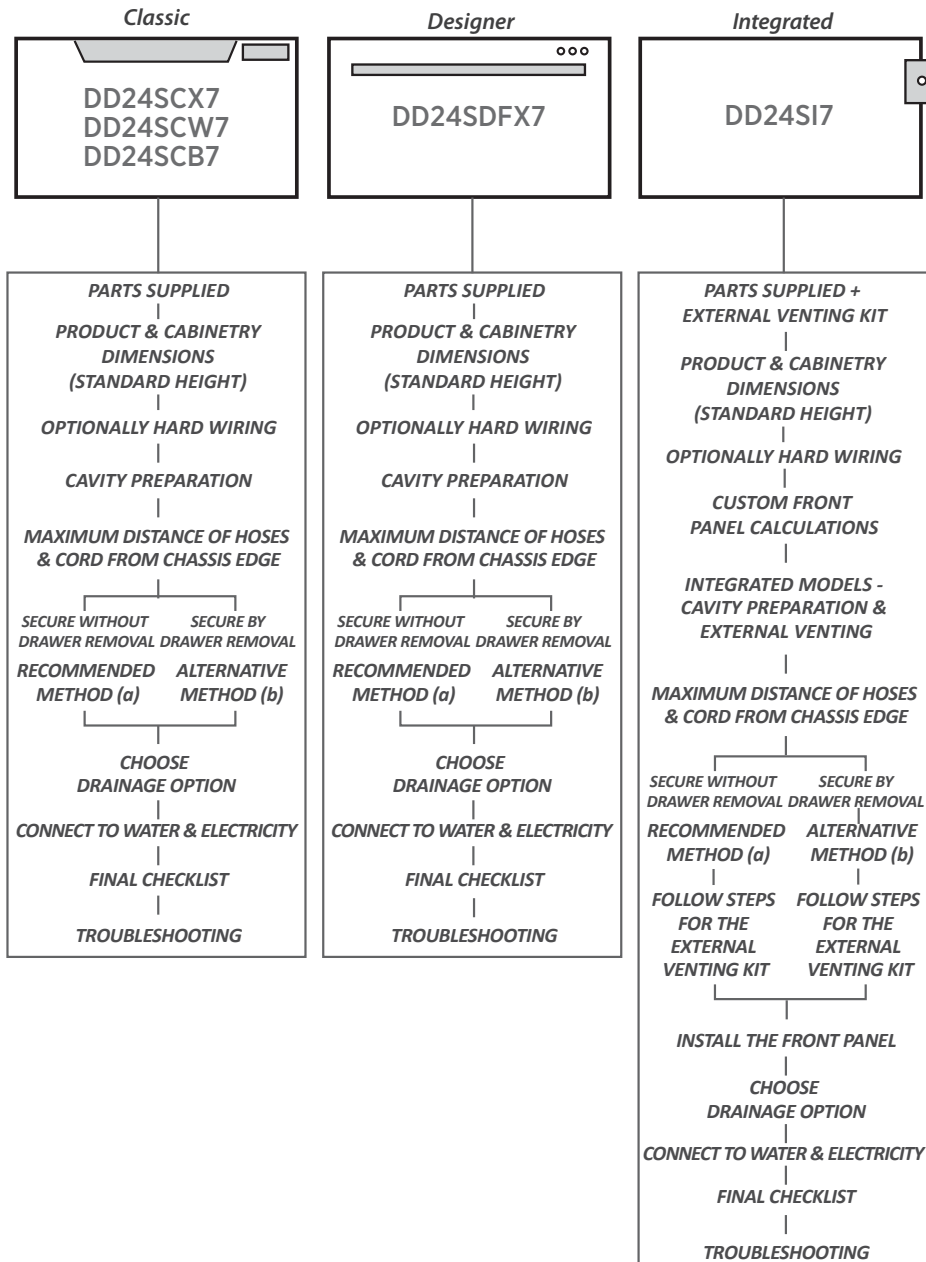 Classic
DD24SCX7
DD24SCW7
DD24SCB7
PARTS SUPPLIED
PRODUCT & CABINETRY
DIMENSIONS
(STANDARD HEIGHT)
OPTIONALLY HARD WIRING
CAVITY PREPARATION
MAXIMUM DISTANCE OF HOSES
& CORD FROM CHASSIS EDGE
SECURE WITHOUT
DRAWER REMOVAL
RECOMMENDED
METHOD (a)
SECURE BY
DRAWER REMOVAL
ALTERNATIVE
METHOD (b)
CHOOSE
DRAINAGE OPTION
CONNECT TO WATER & ELECTRICITY
FINAL CHECKLIST
TROUBLESHOOTING
Designer
DD24SDFX7
PARTS SUPPLIED
PRODUCT & CABINETRY
DIMENSIONS
(STANDARD HEIGHT)
OPTIONALLY HARD WIRING
CAVITY PREPARATION
MAXIMUM DISTANCE OF HOSES
& CORD FROM CHASSIS EDGE
SECURE WITHOUT
DRAWER REMOVAL
RECOMMENDED
METHOD (a)
SECURE BY
DRAWER REMOVAL
ALTERNATIVE
METHOD (b)
CHOOSE
DRAINAGE OPTION
CONNECT TO WATER & ELECTRICITY
FINAL CHECKLIST
TROUBLESHOOTING
Integrated
DD24SI7
PARTS SUPPLIED +
EXTERNAL VENTING KIT
PRODUCT & CABINETRY
DIMENSIONS
(STANDARD HEIGHT)
OPTIONALLY HARD WIRING
CUSTOM FRONT
PANEL CALCULATIONS
INTEGRATED MODELS -
CAVITY PREPARATION &
EXTERNAL VENTING
MAXIMUM DISTANCE OF HOSES
& CORD FROM CHASSIS EDGE
SECURE WITHOUT
DRAWER REMOVAL
RECOMMENDED
METHOD (a)
FOLLOW STEPS
FOR THE
EXTERNAL
VENTING KIT
SECURE BY
DRAWER REMOVAL
ALTERNATIVE
METHOD (b)
FOLLOW STEPS
FOR THE
EXTERNAL
VENTING KIT
INSTALL THE FRONT PANEL
CHOOSE
DRAINAGE OPTION
CONNECT TO WATER & ELECTRICITY
FINAL CHECKLIST
TROUBLESHOOTING